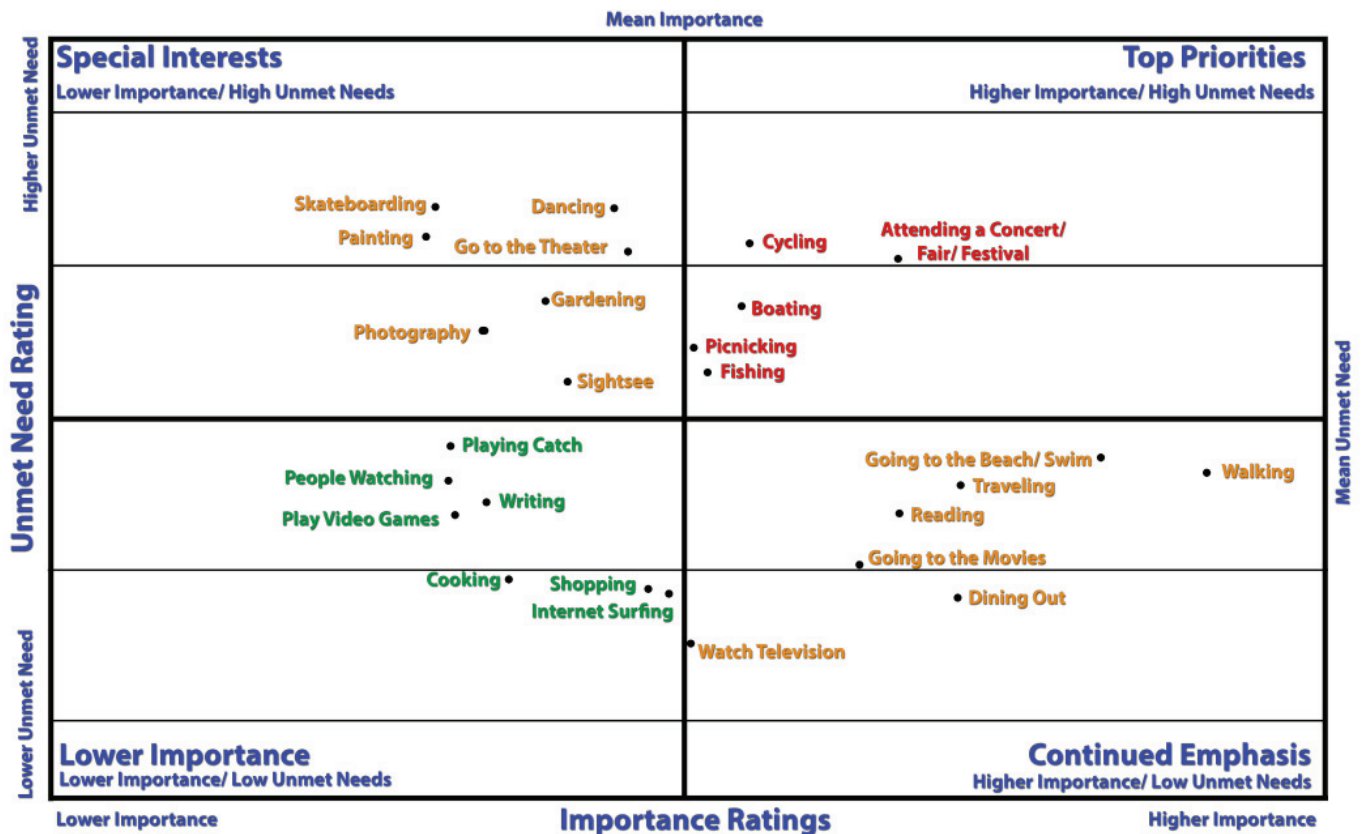 Mean Importance
Special Interests
Lower Importance/ High Unmet Needs
Top Priorities
Higher Importance/ High Unmet Needs
Higher Unmet Need
Unmet Need Rating
Lower Unmet Need
Mean Unmet Need
Skateboarding
Dancing
Painting
Go to the Theater
Gardening
Photography
Sightsee
Cycling
Attending a Concert/
Fair/ Festival
Boating
Picnicking
Fishing
Playing Catch
People Watching
Writing
Play Video Games
Cooking
Shopping
Internet Surfing
Going to the Beach/ Swim
Walking
Traveling
Reading
Going to the Movies
Dining Out
Watch Television
Lower Importance
Lower Importance/ Low Unmet Needs
Continued Emphasis
Higher Importance/ Low Unmet Needs
Lower Importance
Importance Ratings
Higher Importance